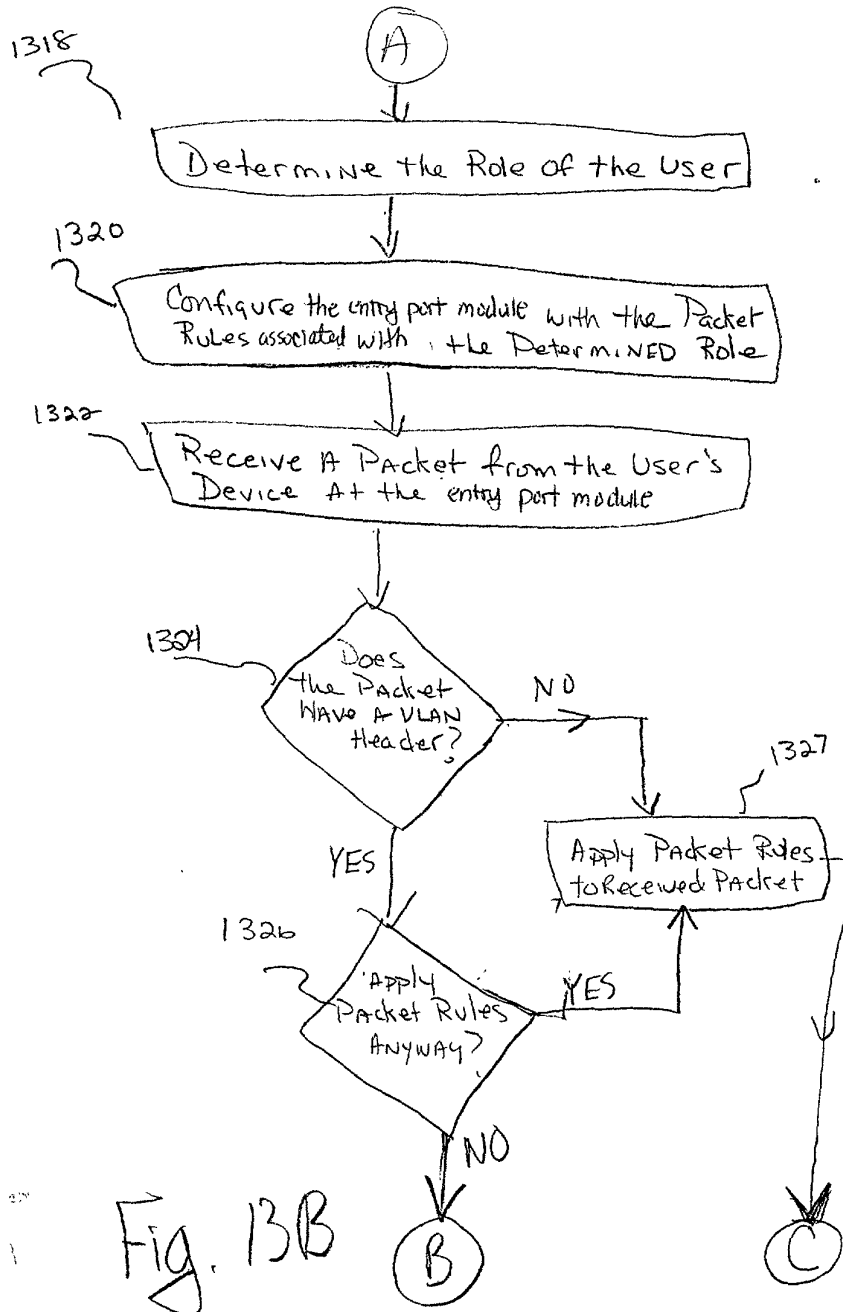 A
1318
Determine the Role of the User
1320
Configure the entry port module with the Packet
Rules associated with the Determined Role
1322
Receive A Packet from the User's
Device At the entry port module
1324
Does
the Packet
Have A VLAN
Header?
NO
1327
Apply Packet Rules
to Received Packet
YES
1326
Apply
Packet Rules
Anyway?
YES
NO
Fig. 13B
B
C